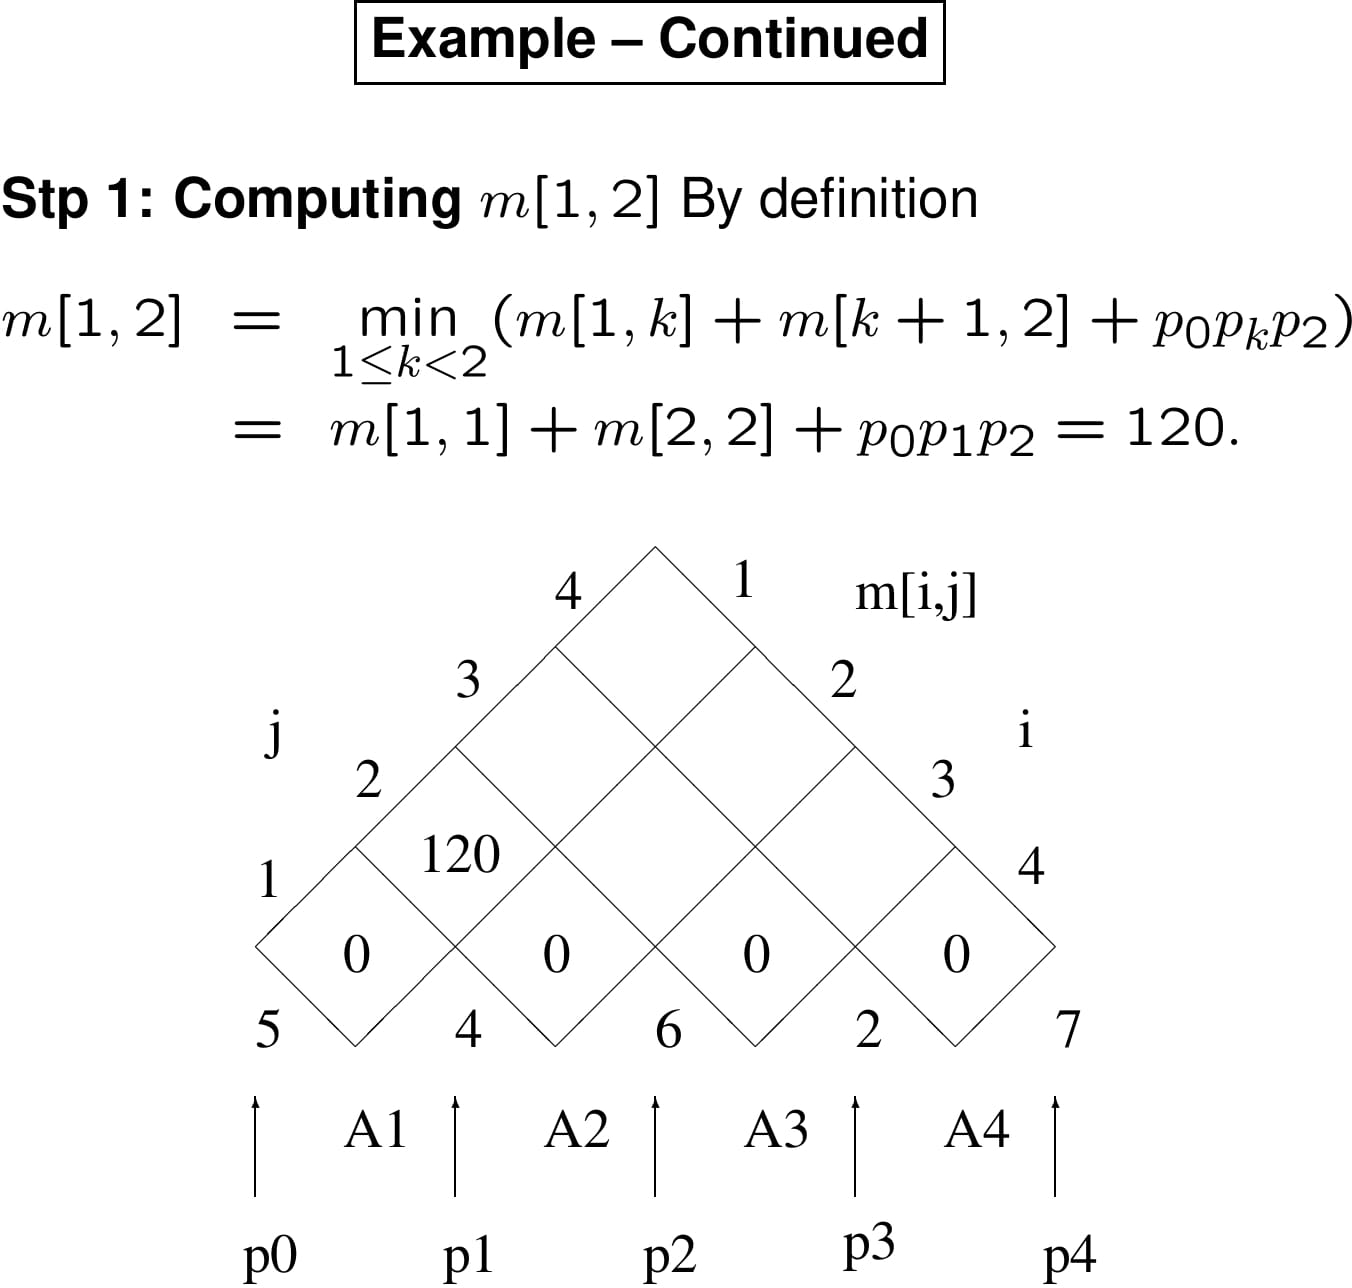 Example – Continued
Stp 1: Computing m[1, 2] By definition
m[1, 2] = min (m[1, k] + m[k + 1, 2] + p0pkp2)
1≤k<2
= m[1, 1] + m[2, 2] + p0p1p2 = 120.
4 1 m[i,j]
3 2
j i
2 3
120
1 4
0 0 0 0
5 4 6 2 7
A1 A2 A3 A4
p0 p1 p2 p3 p4